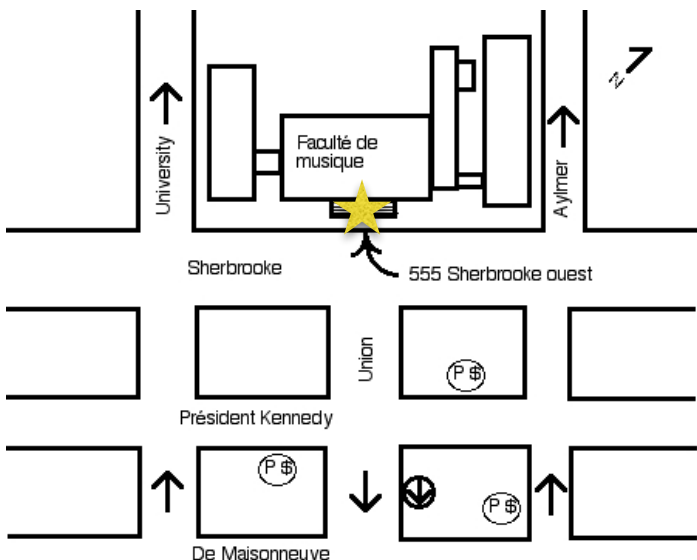 N
Faculté de
musique
University
Aylmer
Sherbrooke
555 Sherbrooke ouest
Union
P $
Président Kennedy
P $
P $
De Maisonneuve